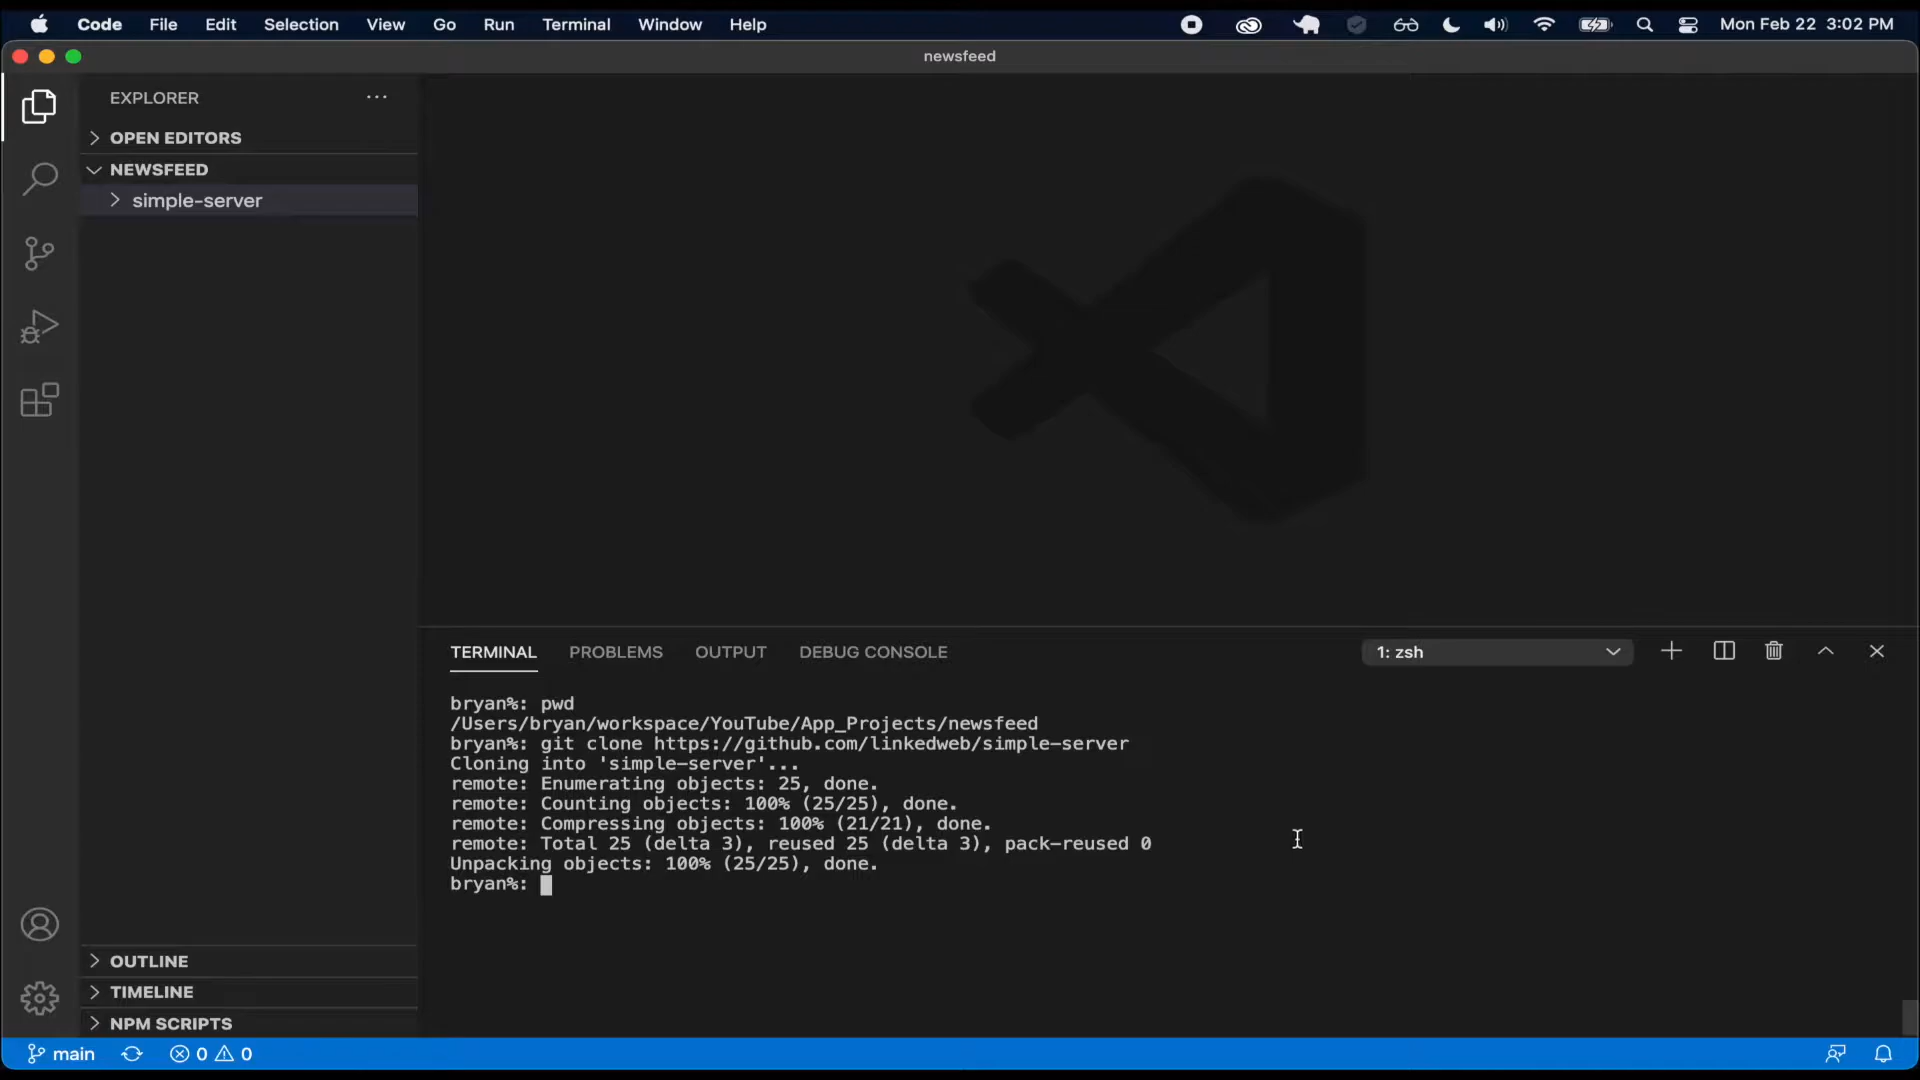 Code File Edit Selection View Go Run Terminal Window Help Mon Feb 22 3:02 PM
newsfeed
EXPLORER
OPEN EDITORS
NEWSFEED
simple-server
TERMINAL PROBLEMS OUTPUT DEBUG CONSOLE 1: zsh
bryan%: pwd
/Users/bryan/workspace/YouTube/App_Projects/newsfeed
bryan%: git clone https://github.com/linkedweb/simple-server
Cloning into 'simple-server'...
remote: Enumerating objects: 25, done.
remote: Counting objects: 100% (25/25), done.
remote: Compressing objects: 100% (21/21), done.
remote: Total 25 (delta 3), reused 25 (delta 3), pack-reused 0
Unpacking objects: 100% (25/25), done.
bryan%:
OUTLINE
TIMELINE
NPM SCRIPTS
main 0 0